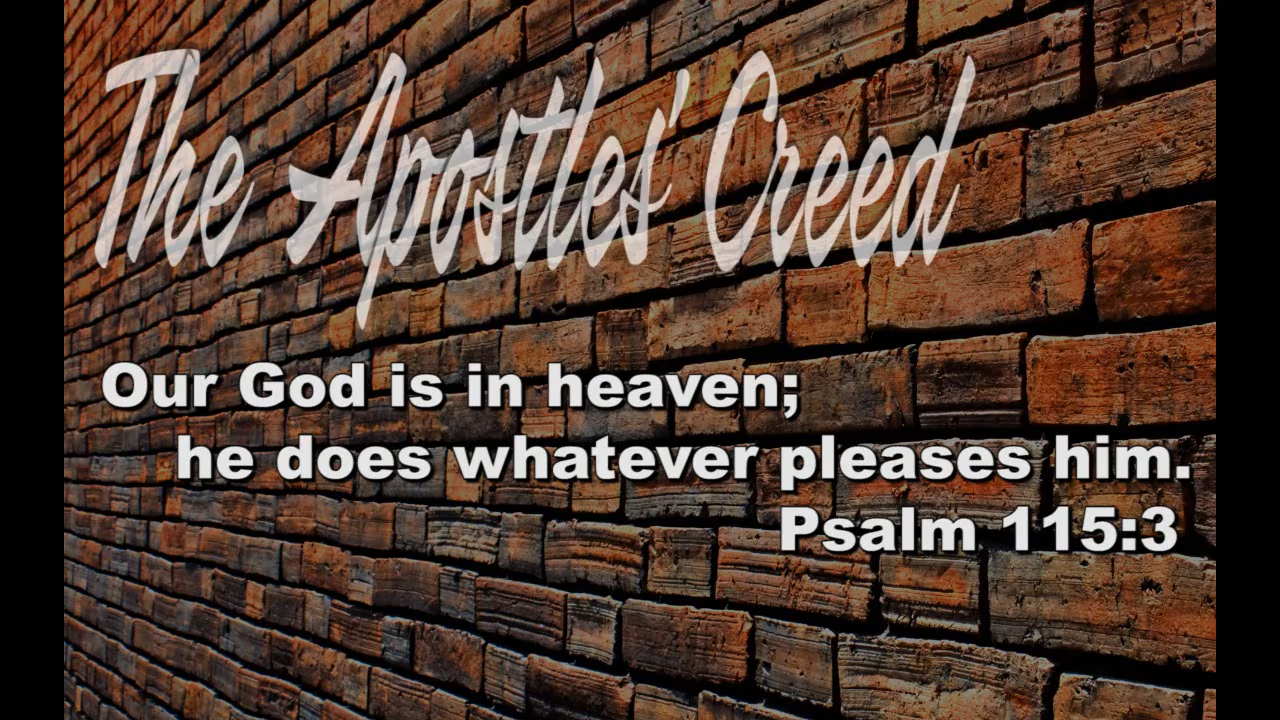 The Apostles' Creed
Our God is in heaven;
he does whatever pleases him.
Psalm 115:3